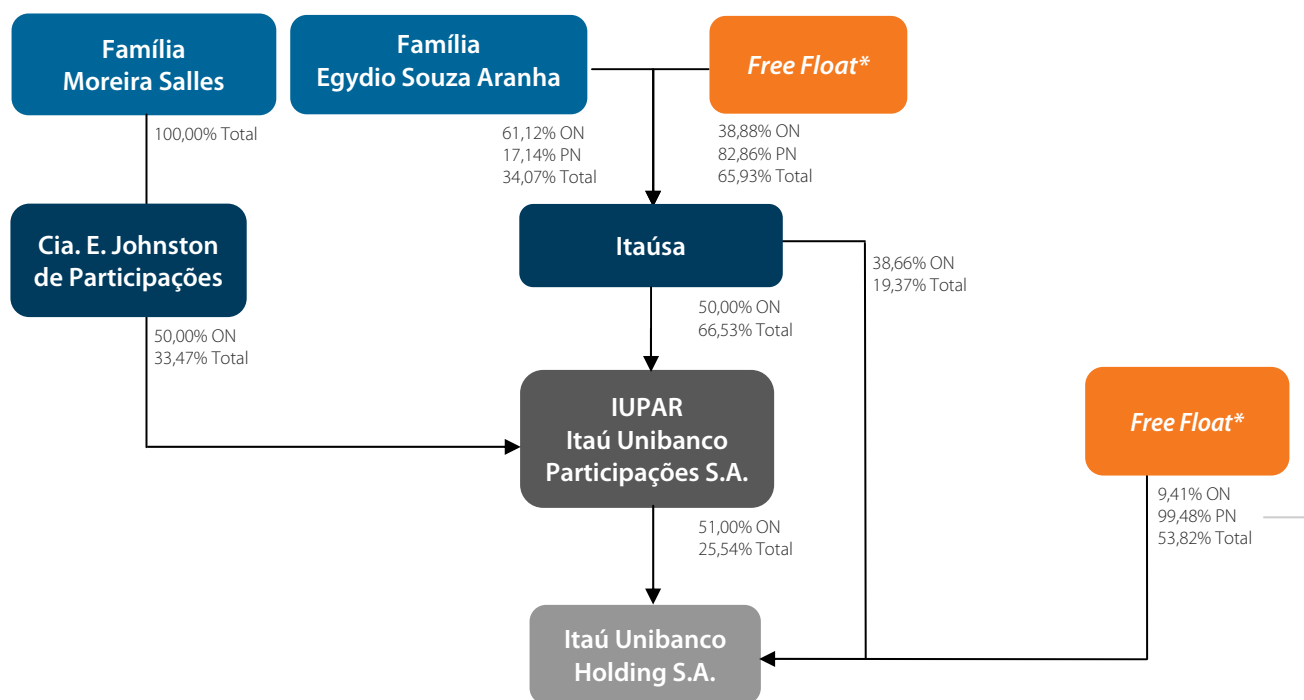 Família
Moreira Salles
Família
Egydio Souza Aranha
Free Float*
100,00% Total
61,12% ON
17,14% PN
34,07% Total
38,88% ON
82,86% PN
65,93% Total
Cia. E. Johnston
de Participações
Itaúsa
38,66% ON
19,37% Total
50,00% ON
33,47% Total
50,00% ON
66,53% Total
IUPAR
Itaú Unibanco
Participações S.A.
Free Float*
9,41% ON
99,48% PN
53,82% Total
51,00% ON
25,54% Total
Itaú Unibanco
Holding S.A.